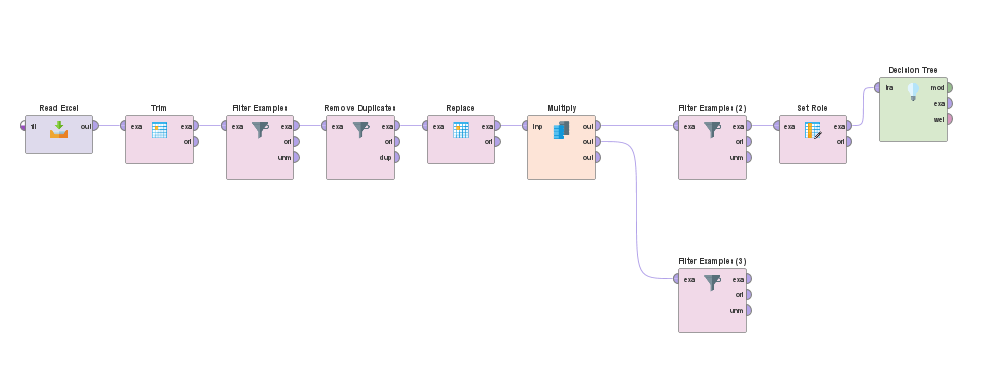 Decision Tree
Read Excel
Trim
Filter Examples
Remove Duplicates
Replace
Multiply
Filter Examples (2)
Set Role
tra mod
exa
wei
fil out
exa exa
ori
exa exa
ori
unm
exa exa
ori
dup
exa exa
ori
inp out
out
out
exa exa
ori
unm
exa exa
ori
Filter Examples (3)
exa exa
ori
unm